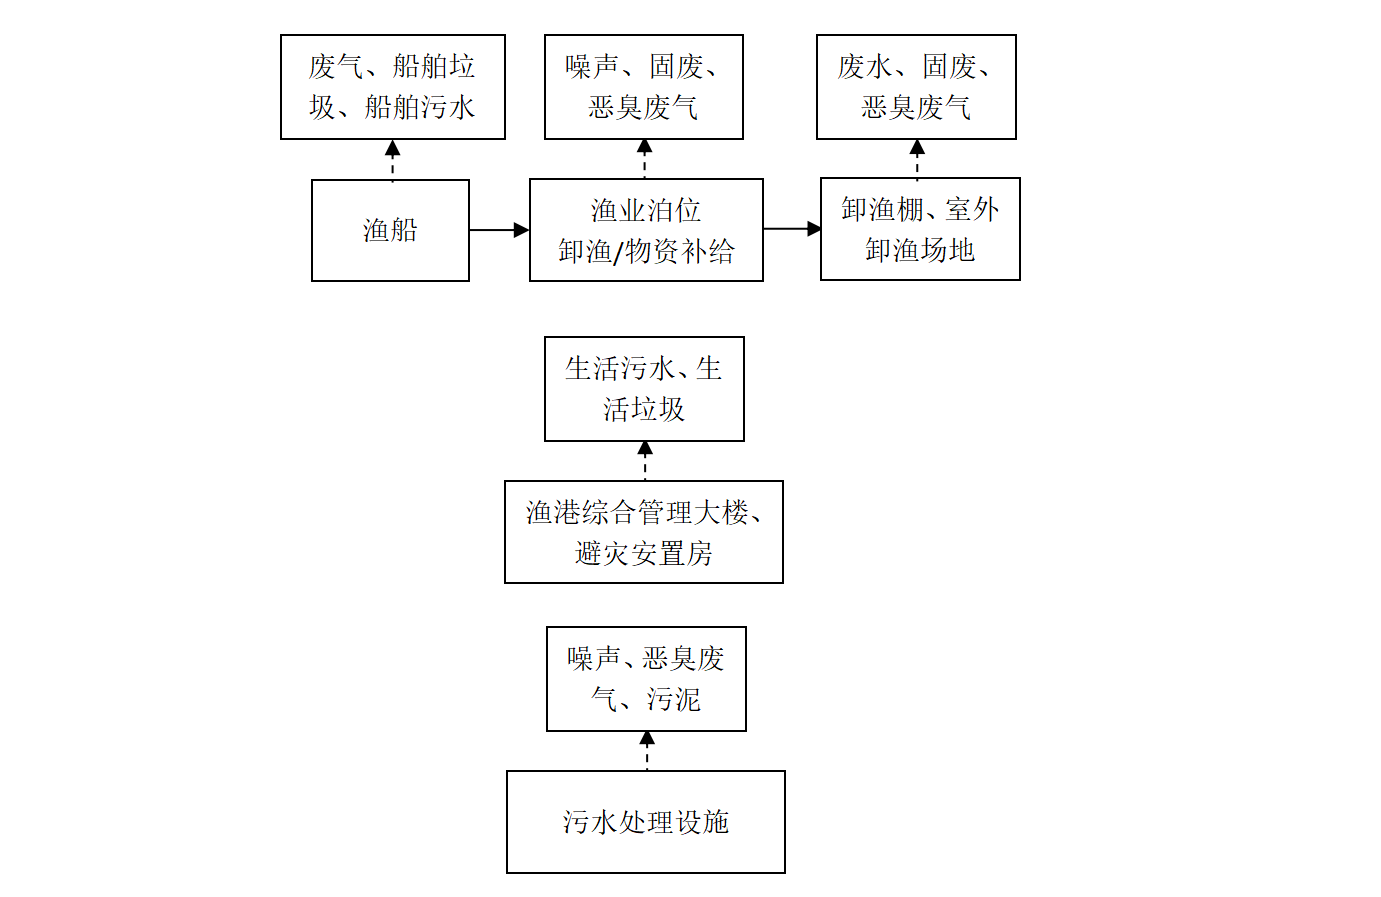 废气、船舶垃
圾、船舶污水
噪声、固废、
恶臭废气
废水、固废、
恶臭废气
渔船
渔业泊位
卸渔/物资补给
卸渔棚、室外
卸渔场地
生活污水、生
活垃圾
渔港综合管理大楼、
避灾安置房
噪声、恶臭废
气、污泥
污水处理设施